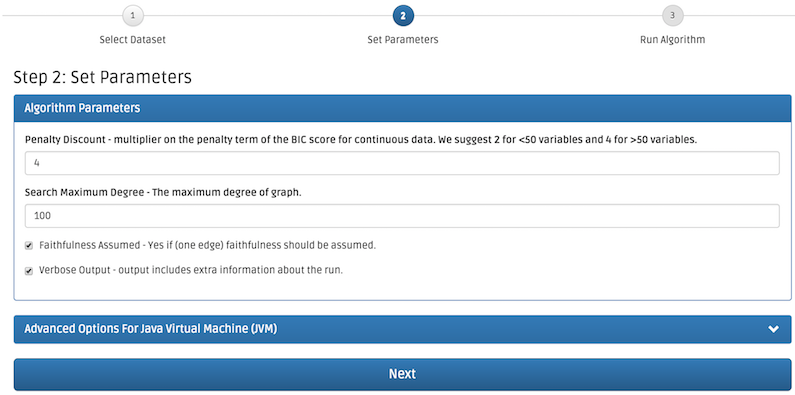 1 2 3
Select Dataset Set Parameters Run Algorithm
Step 2: Set Parameters
Algorithm Parameters
Penalty Discount - multiplier on the penalty term of the BIC score for continuous data. We suggest 2 for <50 variables and 4 for >50 variables.
4
Search Maximum Degree - The maximum degree of graph.
100
Faithfulness Assumed - Yes if (one edge) faithfulness should be assumed.
Verbose Output - output includes extra information about the run.
Advanced Options For Java Virtual Machine (JVM)
Next